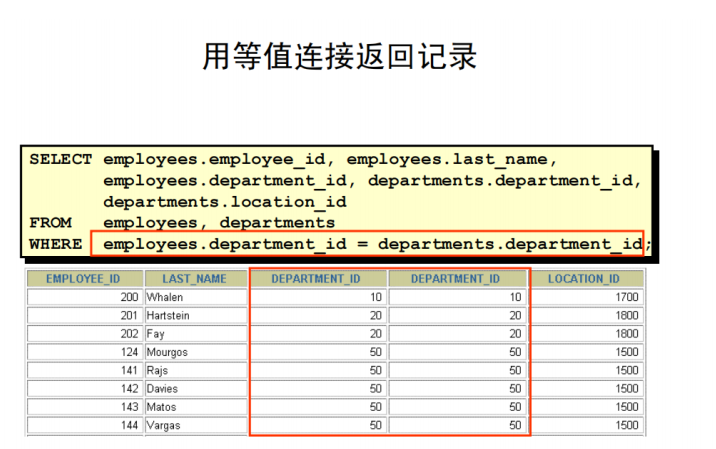 用等值连接返回记录
SELECT employees.employee_id, employees.last_name,
employees.department_id, departments.department_id,
departments.location_id
FROM employees, departments
WHERE employees.department_id = departments.department_id;
EMPLOYEE_ID LAST_NAME DEPARTMENT_ID DEPARTMENT_ID LOCATION_ID
200 Whalen 10 10 1700
201 Hartstein 20 20 1800
202 Fay 20 20 1800
124 Mourgos 50 50 1500
141 Rajs 50 50 1500
142 Davies 50 50 1500
143 Matos 50 50 1500
144 Vargas 50 50 1500